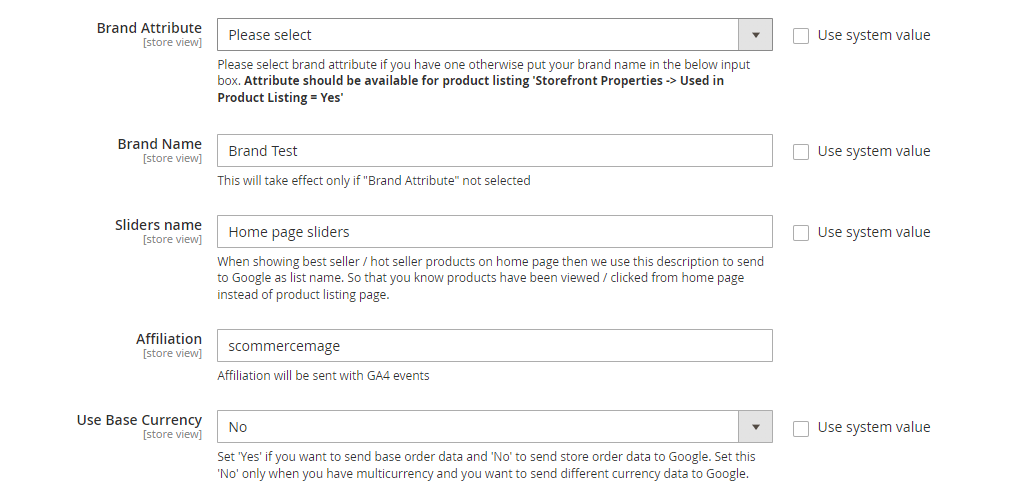 Brand Attribute
[store view]
Please select
Use system value
Please select brand attribute if you have one otherwise put your brand name in the below input
box. Attribute should be available for product listing 'Storefront Properties -> Used in
Product Listing = Yes'
Brand Name
[store view]
Brand Test
Use system value
This will take effect only if "Brand Attribute" not selected
Sliders name
[store view]
Home page sliders
Use system value
When showing best seller / hot seller products on home page then we use this description to send
to Google as list name. So that you know products have been viewed / clicked from home page
instead of product listing page.
Affiliation
[store view]
scommercemage
Affiliation will be sent with GA4 events
Use Base Currency
[store view]
No
Use system value
Set 'Yes' if you want to send base order data and 'No' to send store order data to Google. Set this
'No' only when you have multicurrency and you want to send different currency data to Google.